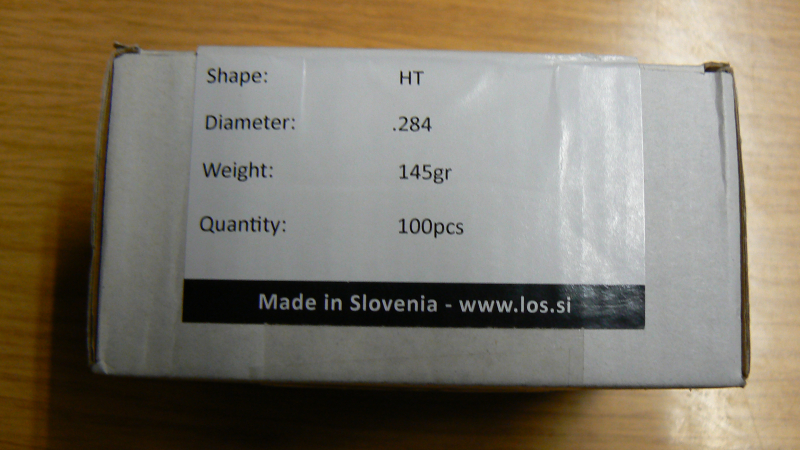 Shape: HT
Diameter: .284
Weight: 145gr
Quantity: 100pcs
Made in Slovenia - www.los.si